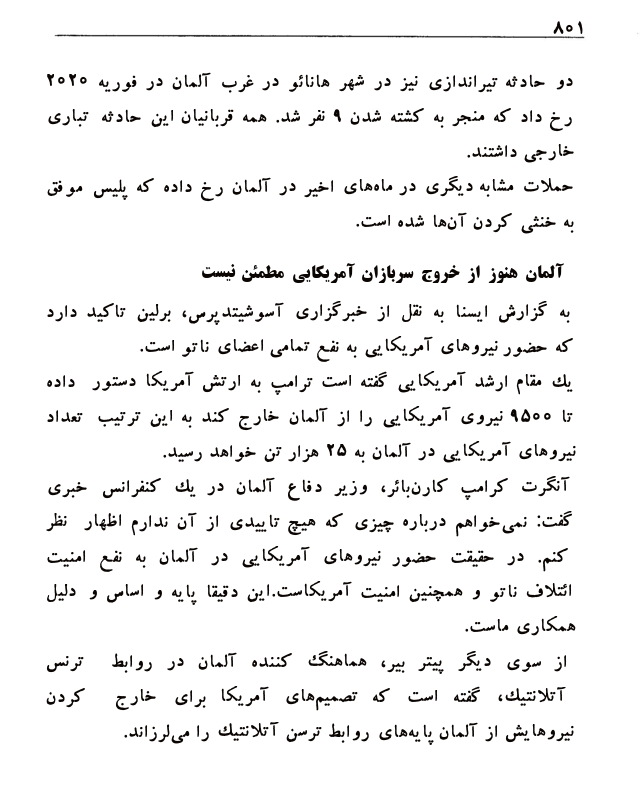 ۸۰۱
دو حادثه تیراندازی نیز در شهر هانائو در غرب آلمان در فوریه ۲۰۲۰
رخ داد که منجر به کشته شدن ۹ نفر شد. همه قربانیان این حادثه تباری
خارجی داشتند.
حملات مشابه دیگری در ماه‌های اخیر در آلمان رخ داده که پلیس موفق
به خنثی کردن آن‌ها شده است.
آلمان هنوز از خروج سربازان آمریکایی مطمئن نیست
به گزارش ایسنا به نقل از خبرگزاری آسوشیتدپرس، برلین تاکید دارد
که حضور نیروهای آمریکایی به نفع تمامی اعضای ناتو است.
یك مقام ارشد آمریکایی گفته است ترامپ به ارتش آمریکا دستور داده
تا ۹۵۰۰ نیروی آمریکایی را از آلمان خارج کند به این ترتیب تعداد
نیروهای آمریکایی در آلمان به ۲۵ هزار تن خواهد رسید.
آنگرت کرامپ کارن‌بائر، وزیر دفاع آلمان در یك کنفرانس خبری
گفت: نمی‌خواهم درباره چیزی که هیچ تاییدی از آن ندارم اظهار نظر
کنم. در حقیقت حضور نیروهای آمریکایی در آلمان به نفع امنیت
ائتلاف ناتو و همچنین امنیت آمریکاست.این دقیقا پایه و اساس و دلیل
همکاری ماست.
از سوی دیگر پیتر بیر، هماهنگ کننده آلمان در روابط ترنس
آتلانتیك، گفته است که تصمیم‌های آمریکا برای خارج کردن
نیروهایش از آلمان پایه‌های روابط ترسن آتلانتیك را می‌لرزاند.